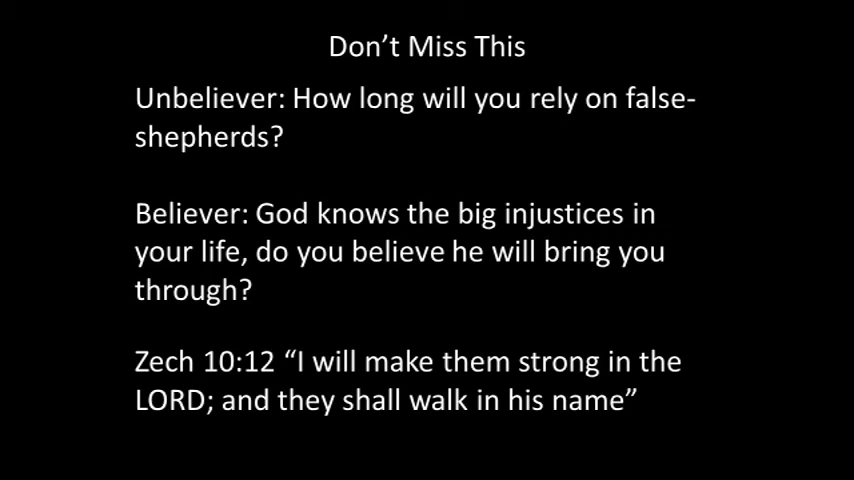 Don’t Miss This
Unbeliever: How long will you rely on false-
shepherds?
Believer: God knows the big injustices in
your life, do you believe he will bring you
through?
Zech 10:12 “I will make them strong in the
LORD; and they shall walk in his name”